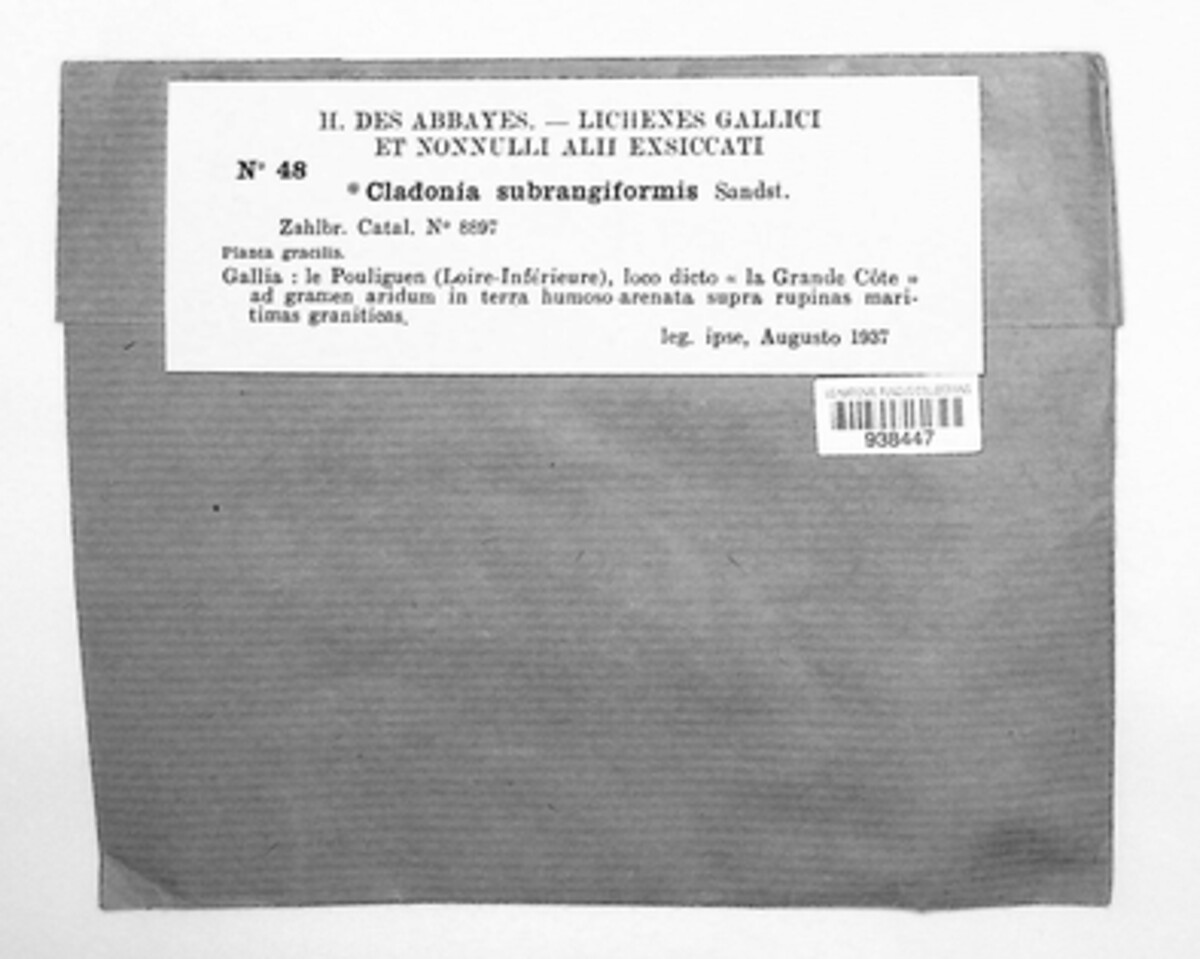 H. DES ABBAYES. — LICHENES GALLICI
ET NONNULLI ALII EXSICCATI
N° 48
* Cladonia subrangiformis Sandst.
Zahlbr. Catal. N° 8897
Planta gracilis.
Gallia : le Pouliguen (Loire-Inférieure), loco dicto « la Grande Côte »
ad gramen aridum in terra humoso arenata supra rupinas mari-
timas graniticas.
leg. ipse, Augusto 1937
938447